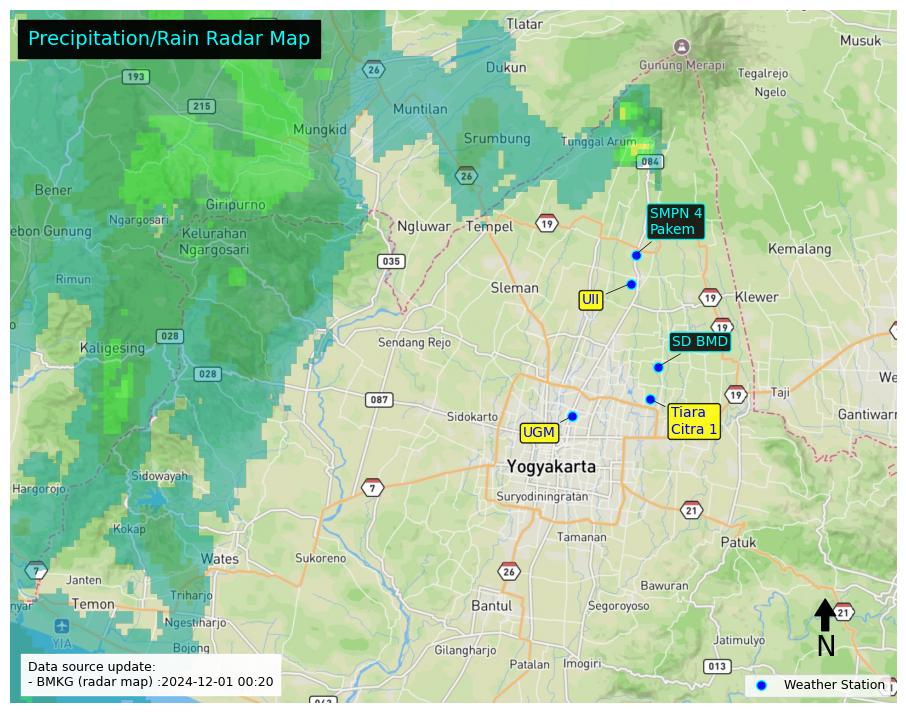 Precipitation/Rain Radar Map
Tlatar
Musuk
Gunung Merapi
Tegalrejo
Ngelo
26
Dukun
193
215
Muntilan
Mungkid
Srumbung
Tunggal Arum
084
26
Bener
Giripurno
Ngargosari
Kelurahan
Ngargosari
ebon Gunung
Ngluwar
Tempel
19
SMPN 4
Pakem
19
Kemalang
035
Rimun
Sleman
UII
19
Klewer
19
028
Sendang Rejo
Kaligesing
SD BMD
028
087
Sidokarto
UGM
Tiara
Citra 1
19
Taji
We
Gantiwarn
Yogyakarta
Sidowayah
Hargorojo
7
Suryodiningratan
21
Kokap
Tamanan
Patuk
Wates
Sukoreno
7
Janten
26
Bawuran
Triharjo
nyar
Temon
Bantul
Segoroyoso
21
Ngestiharjo
YIA
Bojong
Gilangharjo
Jatimulyo
N
Patalan
Imogiri
013
Data source update:
- BMKG (radar map) :2024-12-01 00:20
Weather Station